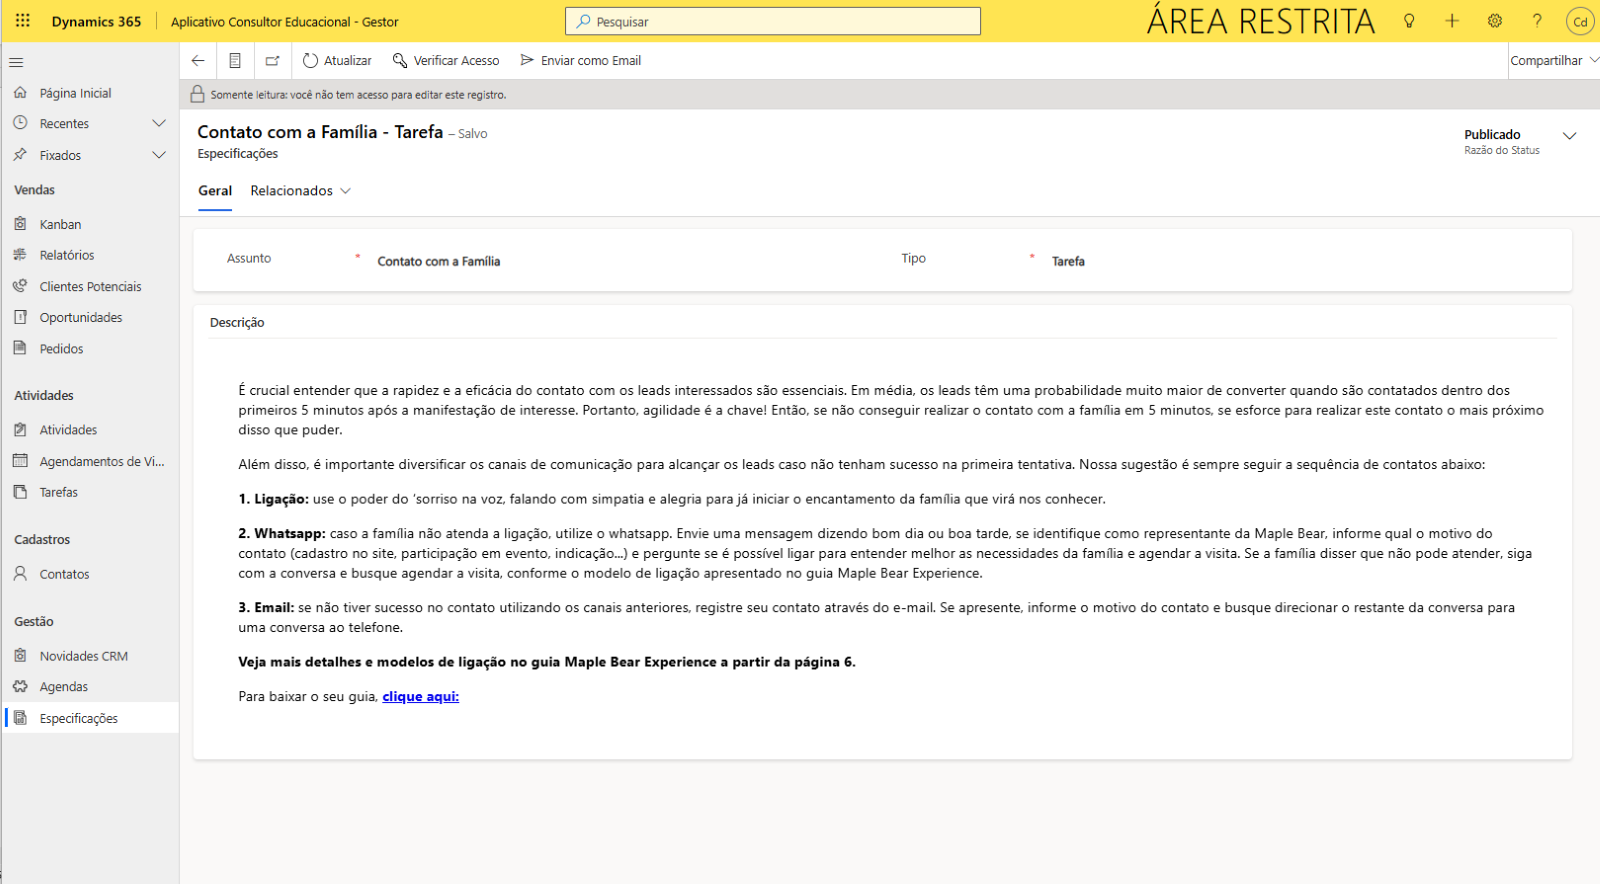 Dynamics 365
Aplicativo Consultor Educacional - Gestor
Pesquisar
ÁREA RESTRITA
?
Cd
Atualizar
Verificar Acesso
Enviar como Email
Compartilhar
Somente leitura: você não tem acesso para editar este registro.
Página Inicial
Recentes
Fixados
Vendas
Kanban
Relatórios
Clientes Potenciais
Oportunidades
Pedidos
Atividades
Atividades
Agendamentos de Vi...
Tarefas
Cadastros
Contatos
Gestão
Novidades CRM
Agendas
Especificações
Contato com a Família - Tarefa – Salvo
Especificações
Publicado
Razão do Status
Geral
Relacionados
Assunto
*
Contato com a Família
Tipo
*
Tarefa
Descrição
É crucial entender que a rapidez e a eficácia do contato com os leads interessados são essenciais. Em média, os leads têm uma probabilidade muito maior de converter quando são contatados dentro dos
primeiros 5 minutos após a manifestação de interesse. Portanto, agilidade é a chave! Então, se não conseguir realizar o contato com a família em 5 minutos, se esforce para realizar este contato o mais próximo
disso que puder.
Além disso, é importante diversificar os canais de comunicação para alcançar os leads caso não tenham sucesso na primeira tentativa. Nossa sugestão é sempre seguir a sequência de contatos abaixo:
1. Ligação: use o poder do ‘sorriso na voz, falando com simpatia e alegria para já iniciar o encantamento da família que virá nos conhecer.
2. Whatsapp: caso a família não atenda a ligação, utilize o whatsapp. Envie uma mensagem dizendo bom dia ou boa tarde, se identifique como representante da Maple Bear, informe qual o motivo do
contato (cadastro no site, participação em evento, indicação...) e pergunte se é possível ligar para entender melhor as necessidades da família e agendar a visita. Se a família disser que não pode atender, siga
com a conversa e busque agendar a visita, conforme o modelo de ligação apresentado no guia Maple Bear Experience.
3. Email: se não tiver sucesso no contato utilizando os canais anteriores, registre seu contato através do e-mail. Se apresente, informe o motivo do contato e busque direcionar o restante da conversa para
uma conversa ao telefone.
Veja mais detalhes e modelos de ligação no guia Maple Bear Experience a partir da página 6.
Para baixar o seu guia, clique aqui: